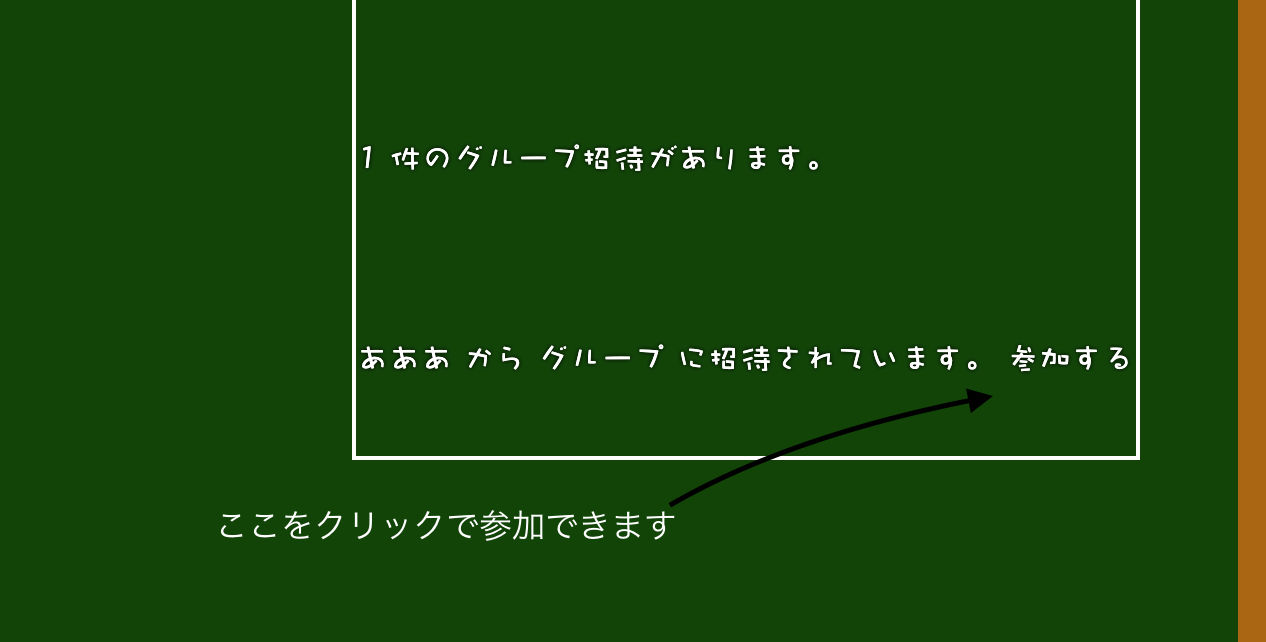 1 件のグループ招待があります。
あああ から グループ に招待されています。 参加する
ここをクリックで参加できます